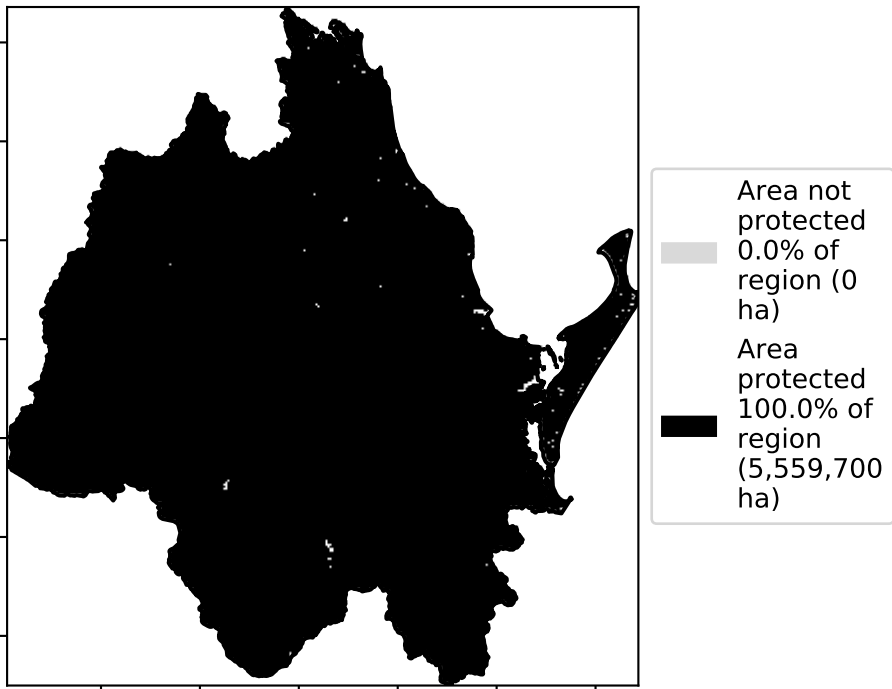 Area not
protected
0.0% of
region (0
ha)
Area
protected
100.0% of
region
(5,559,700
ha)